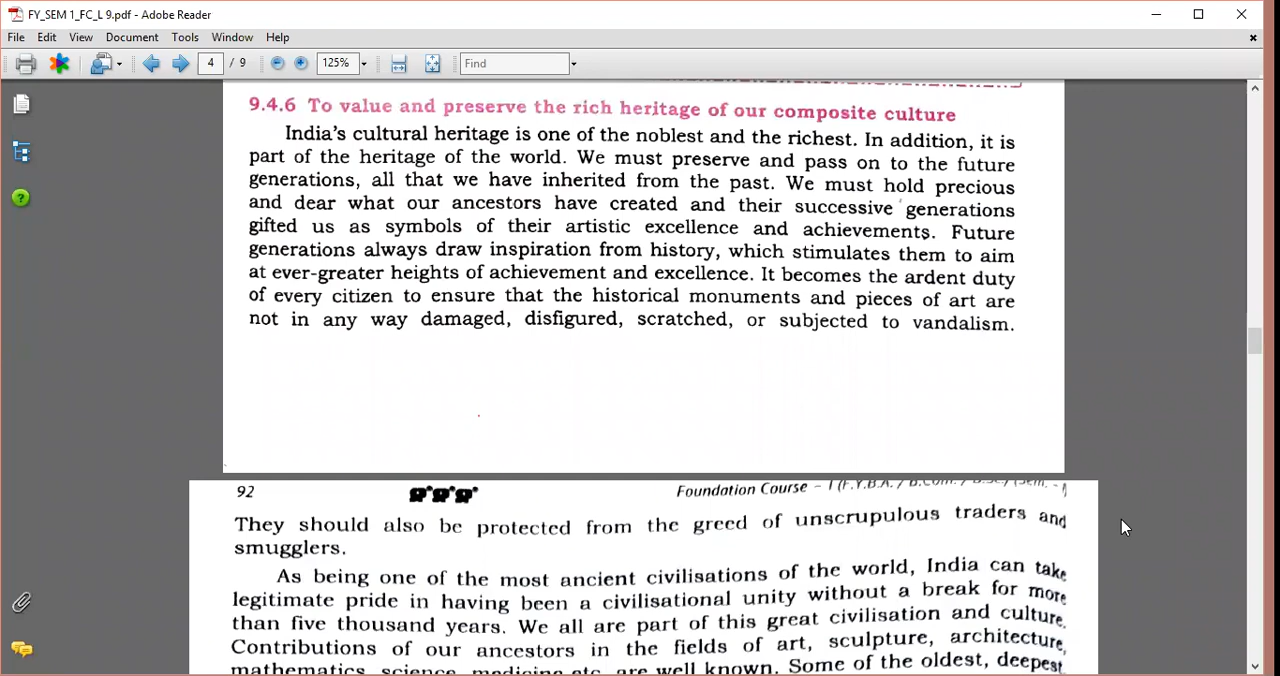 FY_SEM 1_FC_L 9.pdf - Adobe Reader
File Edit View Document Tools Window Help
4 / 9 125% Find
9.4.6 To value and preserve the rich heritage of our composite culture
India's cultural heritage is one of the noblest and the richest. In addition, it is
part of the heritage of the world. We must preserve and pass on to the future
generations, all that we have inherited from the past. We must hold precious
and dear what our ancestors have created and their successive generations
gifted us as symbols of their artistic excellence and achievements. Future
generations always draw inspiration from history, which stimulates them to aim
at ever-greater heights of achievement and excellence. It becomes the ardent duty
of every citizen to ensure that the historical monuments and pieces of art are
not in any way damaged, disfigured, scratched, or subjected to vandalism.
92 Foundation Course – I (F.Y.B.A. / B.Com. / B.Sc.) (Sem. - I)
They should also be protected from the greed of unscrupulous traders and
smugglers.
As being one of the most ancient civilisations of the world, India can take
legitimate pride in having been a civilisational unity without a break for more
than five thousand years. We all are part of this great civilisation and culture.
Contributions of our ancestors in the fields of art, sculpture, architecture,
mathematics, science, medicine etc. are well known. Some of the oldest, deepest